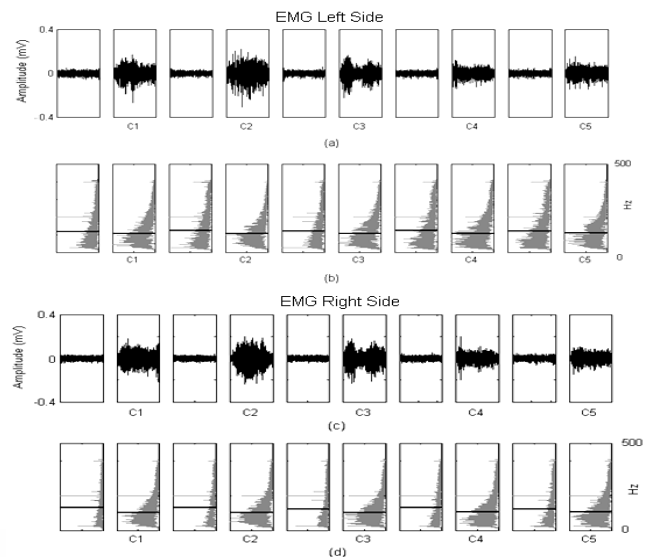 EMG Left Side
0.4
Amplitude (mV)
0
-0.4
C1 C2 C3 C4 C5
(a)
500
Hz
0
C1 C2 C3 C4 C5
(b)
EMG Right Side
0.4
Amplitude (mV)
0
-0.4
C1 C2 C3 C4 C5
(c)
500
Hz
0
C1 C2 C3 C4 C5
(d)